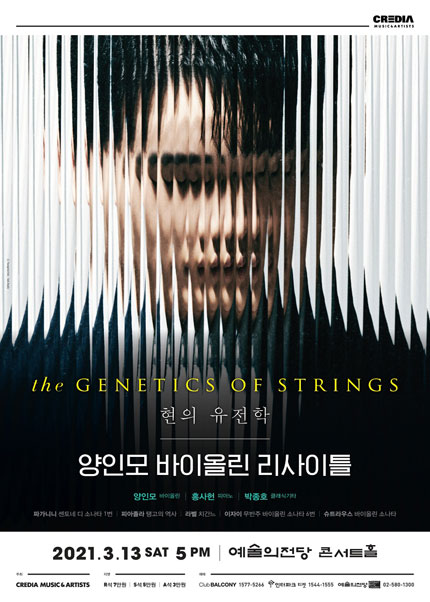 CREDIA
MUSIC&ARTISTS
the GENETICS OF STRINGS
현의 유전학
양인모 바이올린 리사이틀
양인모 바이올린 | 홍사헌 피아노 | 박종호 클래식기타
파가니니 센토네 디 소나타 1번 | 피아졸라 탱고의 역사 | 라벨 치간느 | 이자이 무반주 바이올린 소나타 6번 | 슈트라우스 바이올린 소나타
2021.3.13 SAT 5 PM | 예술의전당 콘서트홀
주최 티켓 예매
CREDIA MUSIC & ARTISTS R석 7만원 | S석 5만원 | A석 3만원 Club BALCONY 1577-5266 인터파크 티켓 1544-1555 예술의전당 02-580-1300